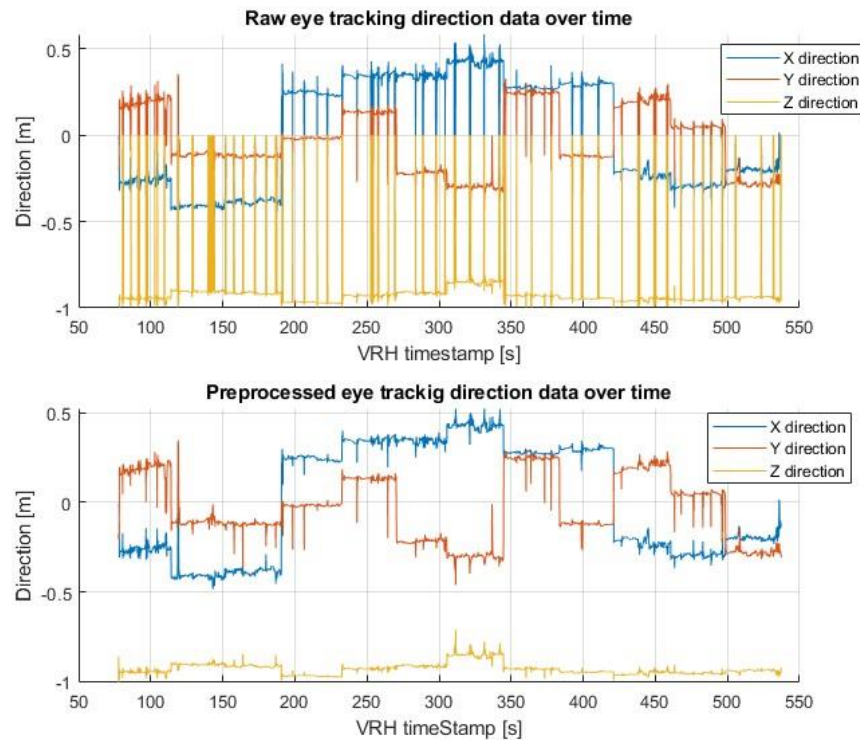 Raw eye tracking direction data over time
0.5
0
-0.5
-1
Direction [m]
50 100 150 200 250 300 350 400 450 500 550
VRH timestamp [s]
X direction
Y direction
Z direction
Preprocessed eye trackig direction data over time
0.5
0
-0.5
-1
Direction [m]
50 100 150 200 250 300 350 400 450 500 550
VRH timeStamp [s]
X direction
Y direction
Z direction